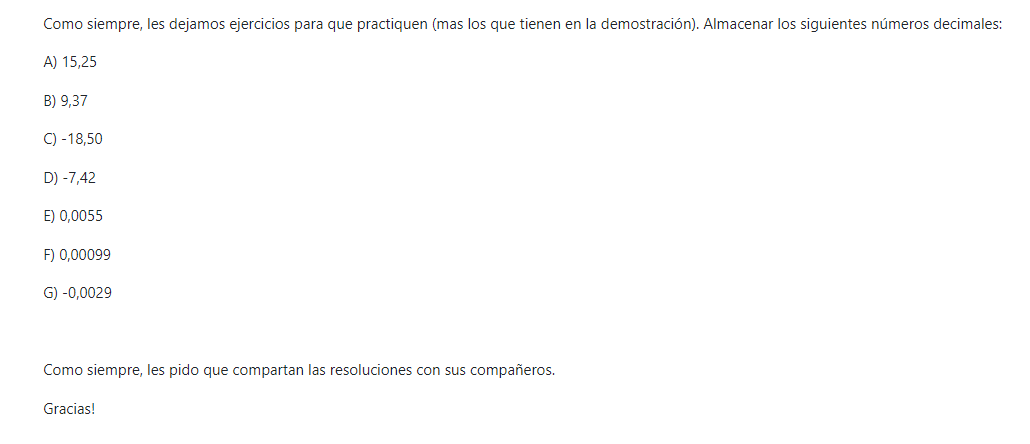 Como siempre, les dejamos ejercicios para que practiquen (mas los que tienen en la demostración). Almacenar los siguientes números decimales:
A) 15,25
B) 9,37
C) -18,50
D) -7,42
E) 0,0055
F) 0,00099
G) -0,0029
Como siempre, les pido que compartan las resoluciones con sus compañeros.
Gracias!